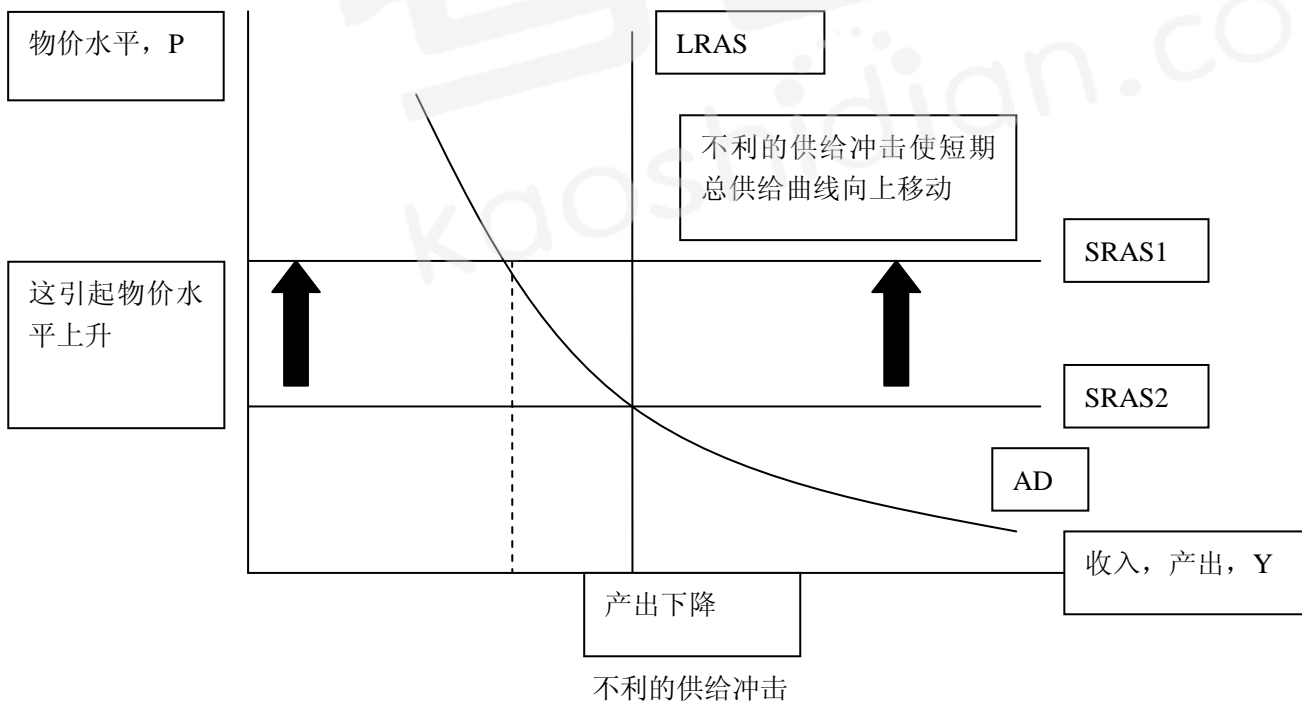 物价水平，P
LRAS
不利的供给冲击使短期
总供给曲线向上移动
SRAS1
这引起物价水
平上升
SRAS2
AD
收入，产出，Y
产出下降
不利的供给冲击
kaoshidian.co